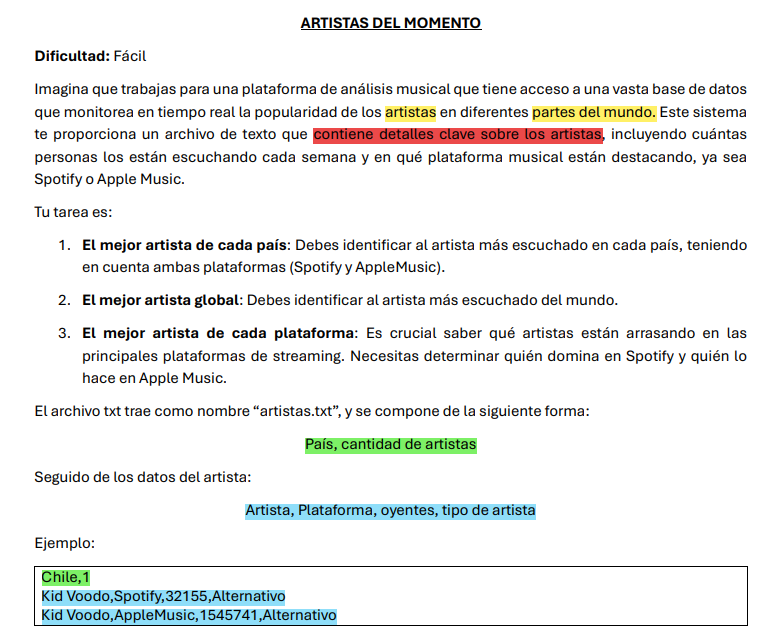 ARTISTAS DEL MOMENTO
Dificultad: Fácil
Imagina que trabajas para una plataforma de análisis musical que tiene acceso a una vasta base de datos
que monitorea en tiempo real la popularidad de los artistas en diferentes partes del mundo. Este sistema
te proporciona un archivo de texto que contiene detalles clave sobre los artistas, incluyendo cuántas
personas los están escuchando cada semana y en qué plataforma musical están destacando, ya sea
Spotify o Apple Music.
Tu tarea es:
1. El mejor artista de cada país: Debes identificar al artista más escuchado en cada país, teniendo
en cuenta ambas plataformas (Spotify y AppleMusic).
2. El mejor artista global: Debes identificar al artista más escuchado del mundo.
3. El mejor artista de cada plataforma: Es crucial saber qué artistas están arrasando en las
principales plataformas de streaming. Necesitas determinar quién domina en Spotify y quién lo
hace en Apple Music.
El archivo txt trae como nombre “artistas.txt”, y se compone de la siguiente forma:
País, cantidad de artistas
Seguido de los datos del artista:
Artista, Plataforma, oyentes, tipo de artista
Ejemplo:
Chile,1
Kid Voodo,Spotify,32155,Alternativo
Kid Voodo,AppleMusic,1545741,Alternativo